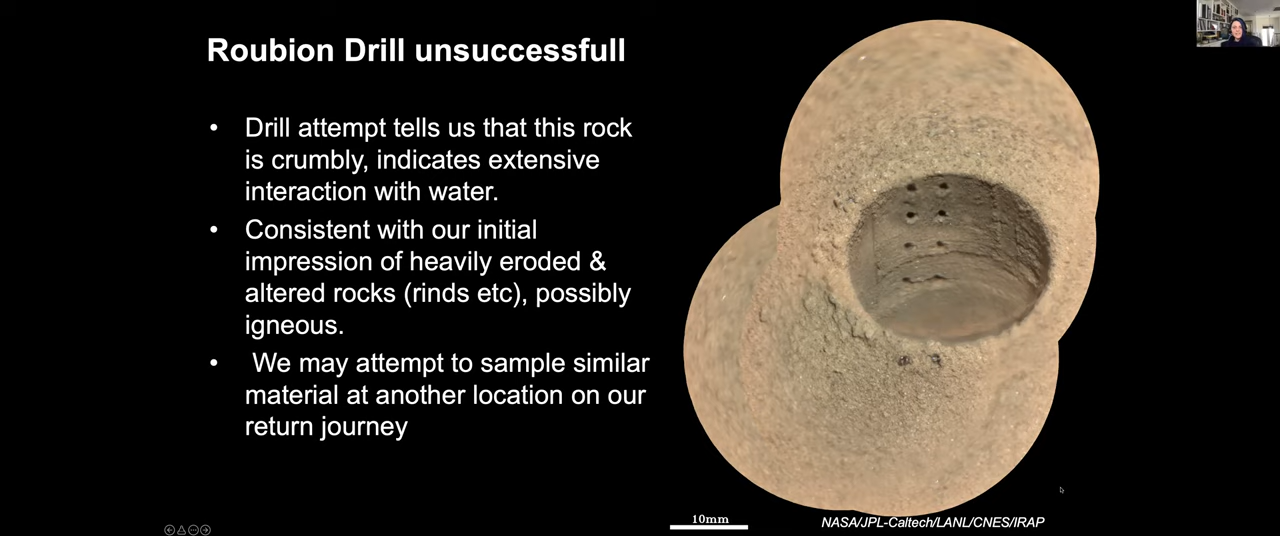 Roubion Drill unsuccessfull
• Drill attempt tells us that this rock
is crumbly, indicates extensive
interaction with water.
• Consistent with our initial
impression of heavily eroded &
altered rocks (rinds etc), possibly
igneous.
• We may attempt to sample similar
material at another location on our
return journey
10mm
NASA/JPL-Caltech/LANL/CNES/IRAP